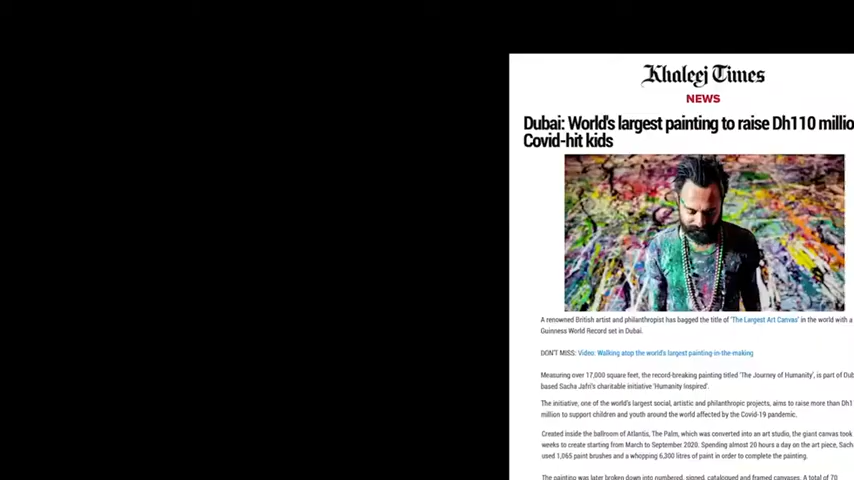 Khaleej Times
NEWS
Dubai: World's largest painting to raise Dh110 millio
Covid-hit kids
A renowned British artist and philanthropist has bagged the title of 'The Largest Art Canvas' in the world with a
Guinness World Record set in Dubai.
DON'T MISS: Video: Walking atop the world's largest painting-in-the-making
Measuring over 17,000 square feet, the record-breaking painting titled 'The Journey of Humanity', is part of Dub
based Sacha Jafri's charitable initiative 'Humanity Inspired'.
The initiative, one of the world's largest social, artistic and philanthropic projects, aims to raise more than Dh1
million to support children and youth around the world affected by the Covid-19 pandemic.
Created inside the ballroom of Atlantis, The Palm, which was converted into an art studio, the giant canvas took
weeks to create starting from March to September 2020. Spending almost 20 hours a day on the art piece, Sach
used 1,065 paint brushes and a whopping 6,300 litres of paint in order to complete the painting.
The painting was later broken down into numbered, signed, catalogued and framed canvases. A total of 70